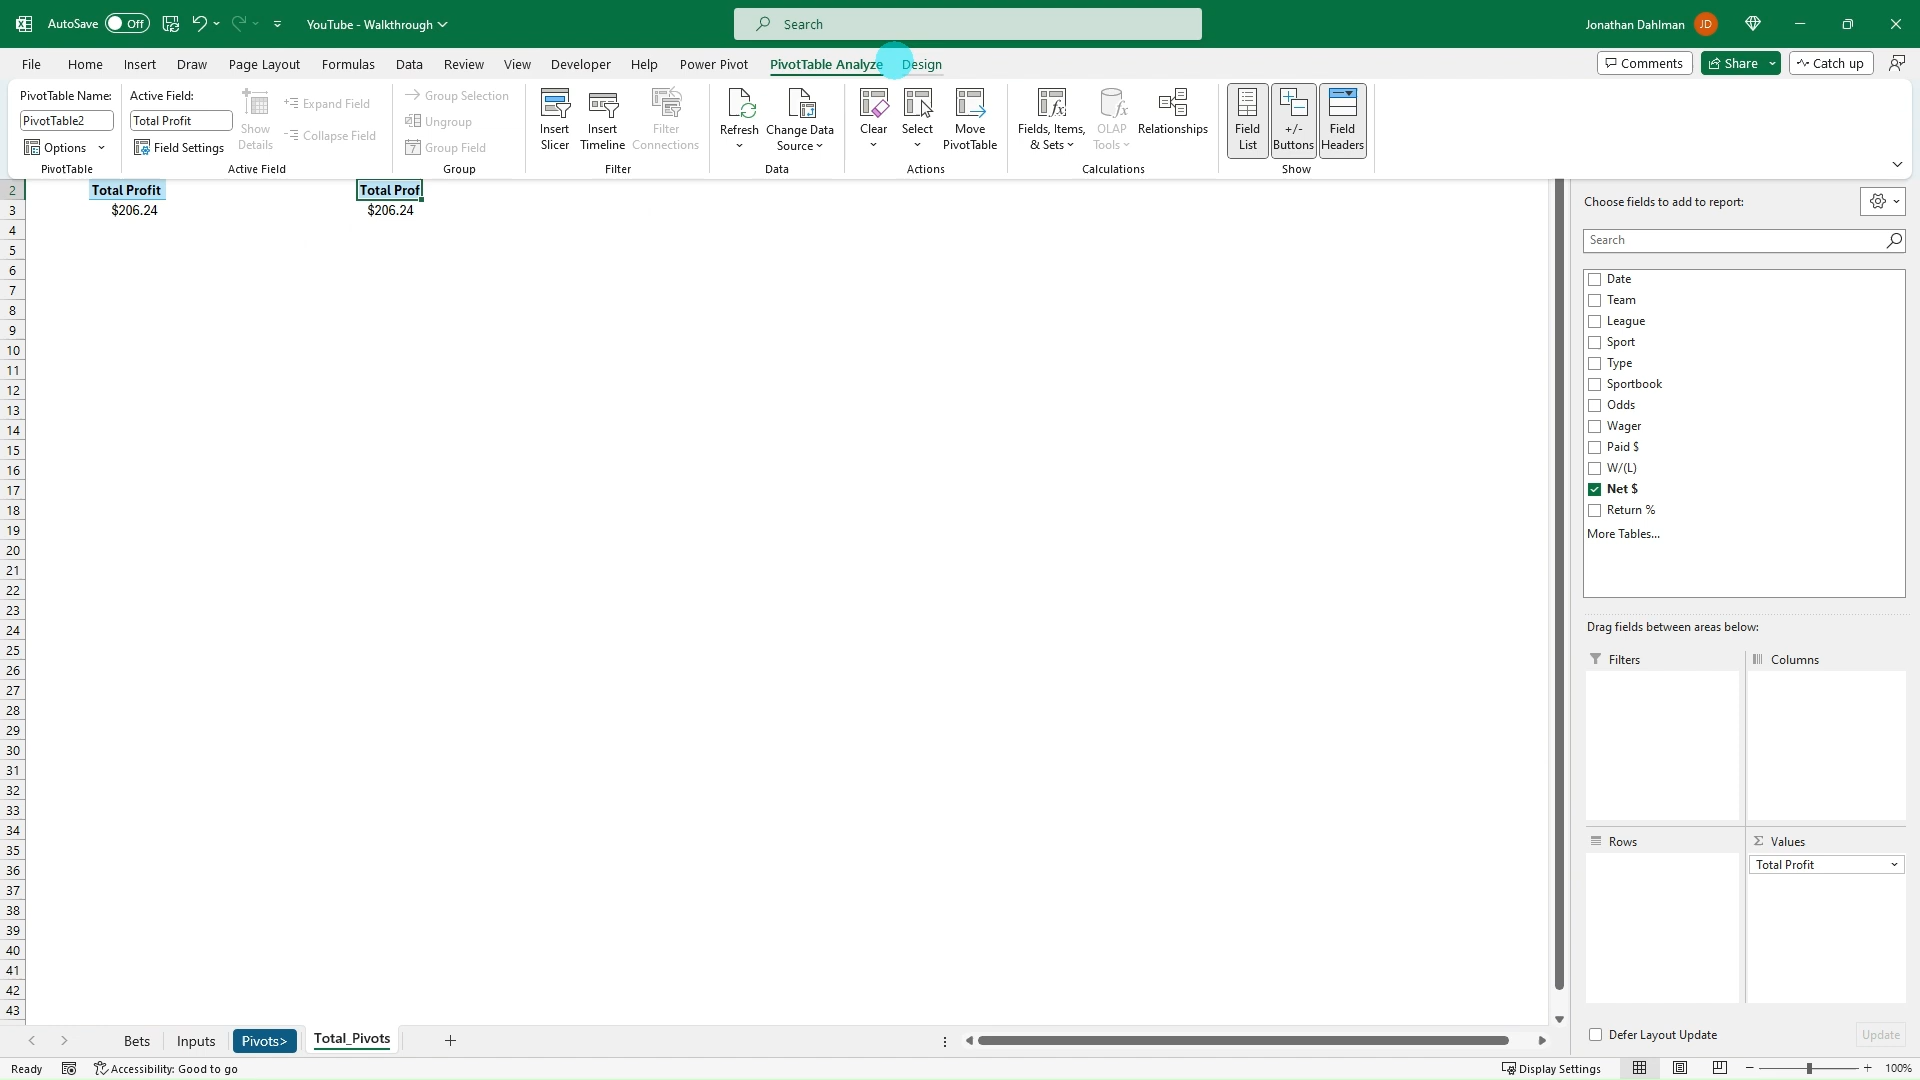 AutoSave Off YouTube - Walkthrough Search Jonathan Dahlman JD
File Home Insert Draw Page Layout Formulas Data Review View Developer Help Power Pivot PivotTable Analyze Design Comments Share Catch up
PivotTable Name:
PivotTable2
Options
PivotTable
Active Field:
Total Profit
Field Settings
Show
Details
Expand Field
Collapse Field
Active Field
Group Selection
Ungroup
Group Field
Group
Insert
Slicer
Insert
Timeline
Filter
Connections
Filter
Refresh
Change Data
Source
Data
Clear
Select
Move
PivotTable
Actions
Fields, Items,
& Sets
OLAP
Tools
Relationships
Calculations
Field
List
+/-
Buttons
Field
Headers
Show
2 Total Profit Total Prof
3 $206.24 $206.24
4
5
6
7
8
9
10
11
12
13
14
15
16
17
18
19
20
21
22
23
24
25
26
27
28
29
30
31
32
33
34
35
36
37
38
39
40
41
42
43
Choose fields to add to report:
Search
Date
Team
League
Sport
Type
Sportbook
Odds
Wager
Paid $
W/(L)
Net $
Return %
More Tables...
Drag fields between areas below:
Filters
Columns
Rows
Values
Total Profit
Defer Layout Update Update
Bets Inputs Pivots> Total_Pivots
Ready Accessibility: Good to go Display Settings 100%